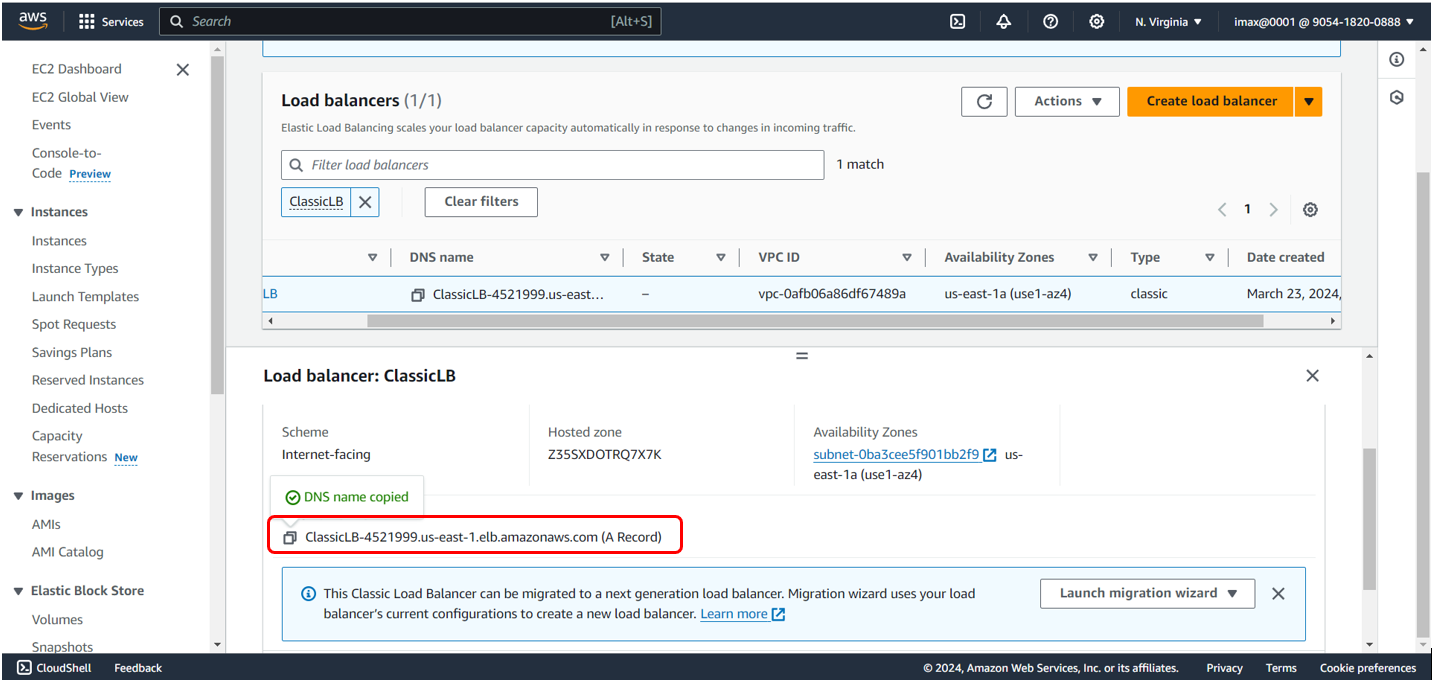 aws
Services
Search
[Alt+S]
N. Virginia
imax@0001 @ 9054-1820-0888
EC2 Dashboard
EC2 Global View
Events
Console-to-
Code Preview
Instances
Instances
Instance Types
Launch Templates
Spot Requests
Savings Plans
Reserved Instances
Dedicated Hosts
Capacity
Reservations New
Images
AMIs
AMI Catalog
Elastic Block Store
Volumes
Snapshots
Load balancers (1/1)
Actions
Create load balancer
Elastic Load Balancing scales your load balancer capacity automatically in response to changes in incoming traffic.
Filter load balancers
1 match
ClassicLB
Clear filters
1
DNS name
State
VPC ID
Availability Zones
Type
Date created
LB
ClassicLB-4521999.us-east...
–
vpc-0afb06a86df67489a
us-east-1a (use1-az4)
classic
March 23, 2024,
Load balancer: ClassicLB
Scheme
Internet-facing
Hosted zone
Z35SXDOTRQ7X7K
Availability Zones
subnet-0ba3cee5f901bb2f9 us-
east-1a (use1-az4)
DNS name copied
ClassicLB-4521999.us-east-1.elb.amazonaws.com (A Record)
This Classic Load Balancer can be migrated to a next generation load balancer. Migration wizard uses your load
balancer's current configurations to create a new load balancer. Learn more
Launch migration wizard
CloudShell
Feedback
© 2024, Amazon Web Services, Inc. or its affiliates.
Privacy
Terms
Cookie preferences